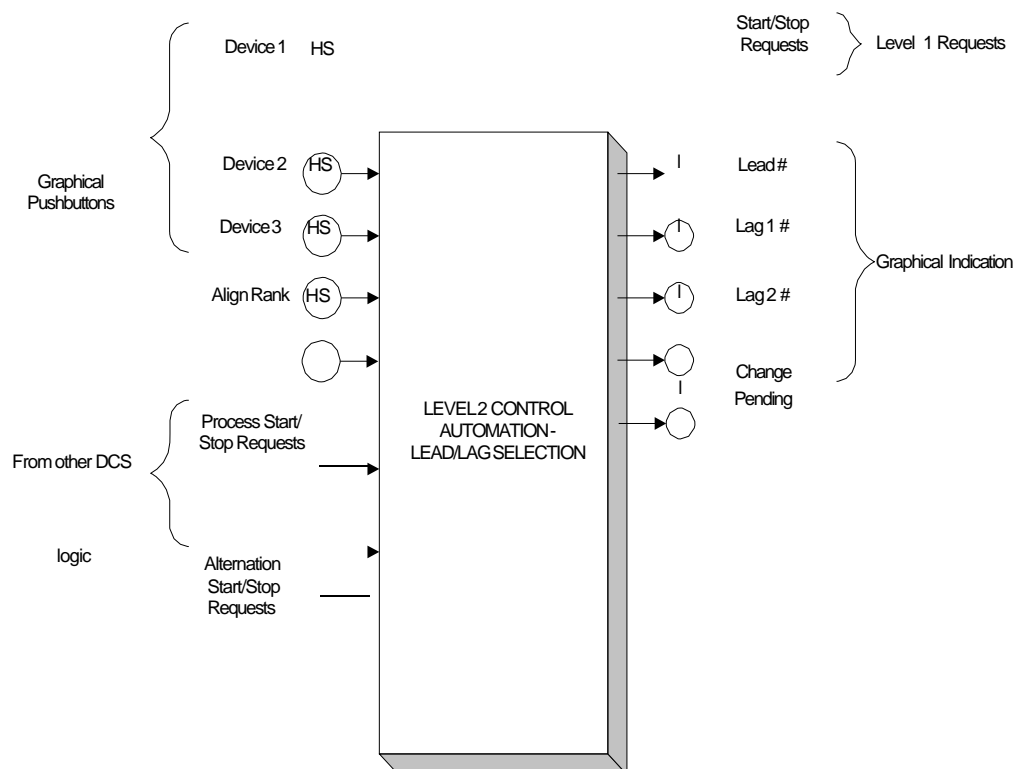 Device 1 HS
Start/Stop
Requests
Level 1 Requests
Graphical
Pushbuttons
Device 2 HS
Device 3 HS
Align Rank HS
I Lead #
I Lag 1 #
I Lag 2 #
Graphical Indication
I
Change
Pending
LEVEL 2 CONTROL
AUTOMATION -
LEAD/LAG SELECTION
From other DCS
logic
Process Start/
Stop Requests
Alternation
Start/Stop
Requests